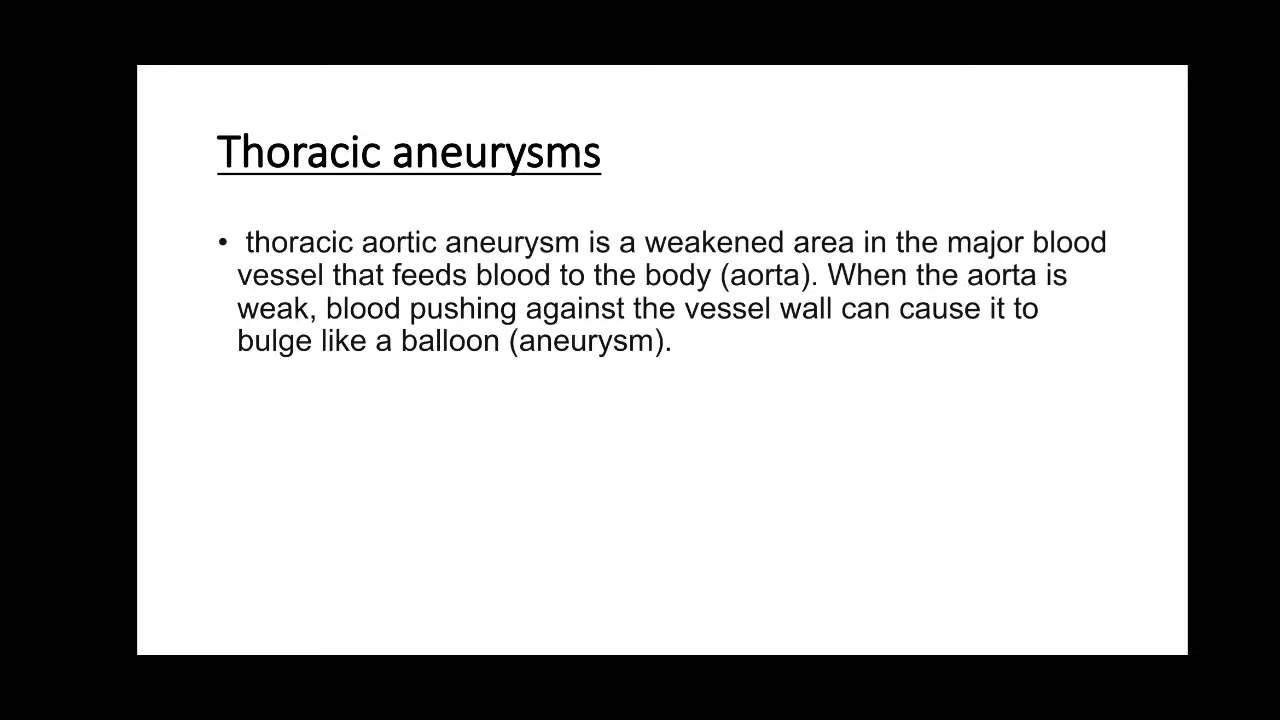 Thoracic aneurysms
• thoracic aortic aneurysm is a weakened area in the major blood
vessel that feeds blood to the body (aorta). When the aorta is
weak, blood pushing against the vessel wall can cause it to
bulge like a balloon (aneurysm).